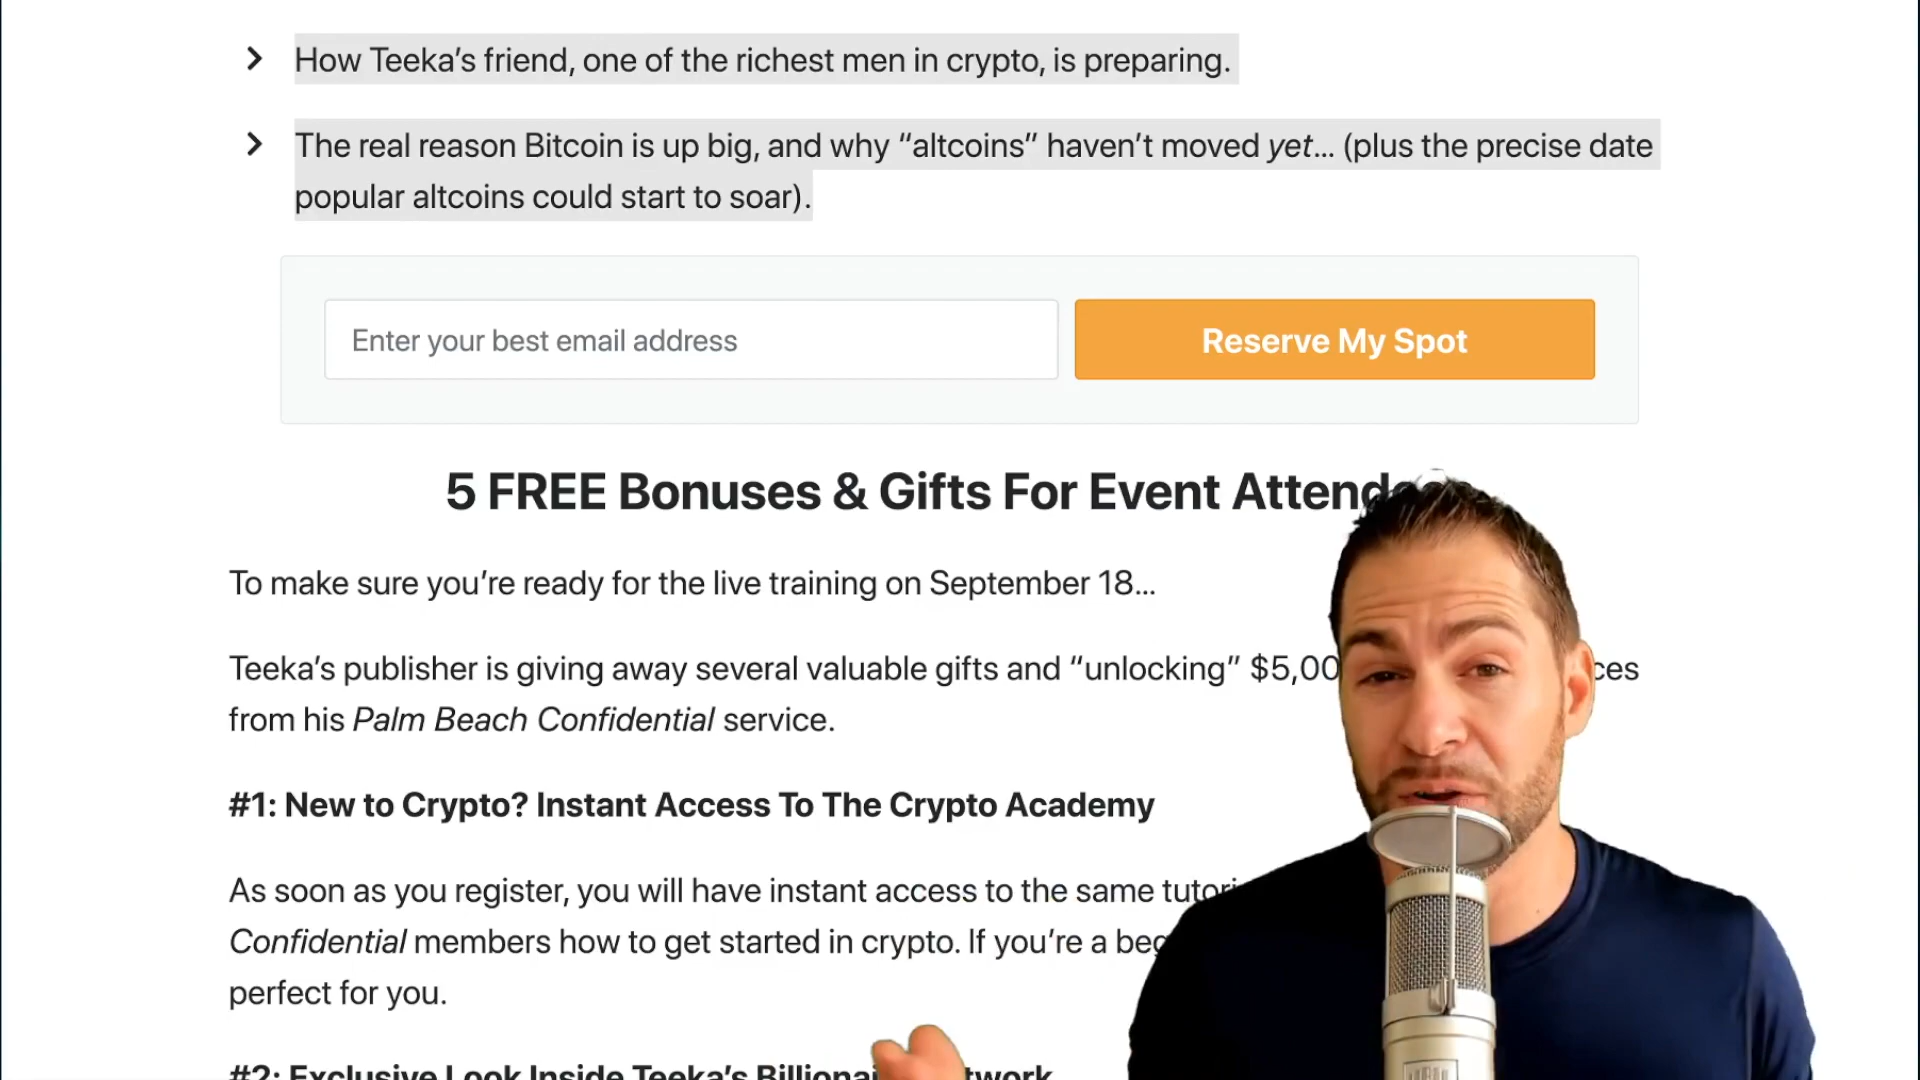 How Teeka’s friend, one of the richest men in crypto, is preparing.
The real reason Bitcoin is up big, and why “altcoins” haven’t moved yet… (plus the precise date
popular altcoins could start to soar).
Enter your best email address
Reserve My Spot
5 FREE Bonuses & Gifts For Event
To make sure you’re ready for the live training on September 18…
Teeka’s publisher is giving away several valuable gifts and “unlocking”
from his Palm Beach Confidential service.
#1: New to Crypto? Instant Access To The Crypto Academy
As soon as you register, you will have instant access to the same
Confidential members how to get started in crypto. If you’re a
perfect for you.
#2: Exclusive Look Inside Teeka’s